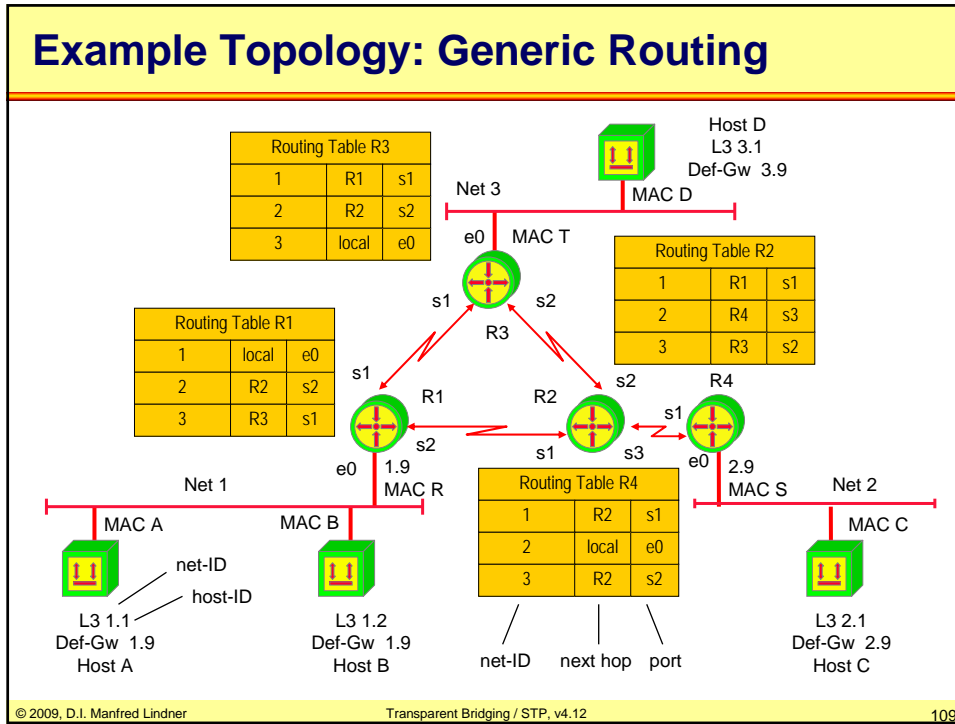 Example Topology: Generic Routing
Host D
L3 3.1
Def-Gw 3.9
MAC D
Net 3
e0
MAC T
Routing Table R3
1 R1 s1
2 R2 s2
3 local e0
s1
s2
R3
Routing Table R2
1 R1 s1
2 R4 s3
3 R3 s2
Routing Table R1
1 local e0
2 R2 s2
3 R3 s1
s1
R1
s2
e0
1.9
MAC R
R2
s2
s1
s3
R4
s1
e0
2.9
MAC S
Net 1
Net 2
MAC A
MAC B
MAC C
Routing Table R4
1 R2 s1
2 local e0
3 R2 s2
net-ID
host-ID
L3 1.1
Def-Gw 1.9
Host A
L3 1.2
Def-Gw 1.9
Host B
net-ID
next hop
port
L3 2.1
Def-Gw 2.9
Host C
© 2009, D.I. Manfred Lindner
Transparent Bridging / STP, v4.12
109